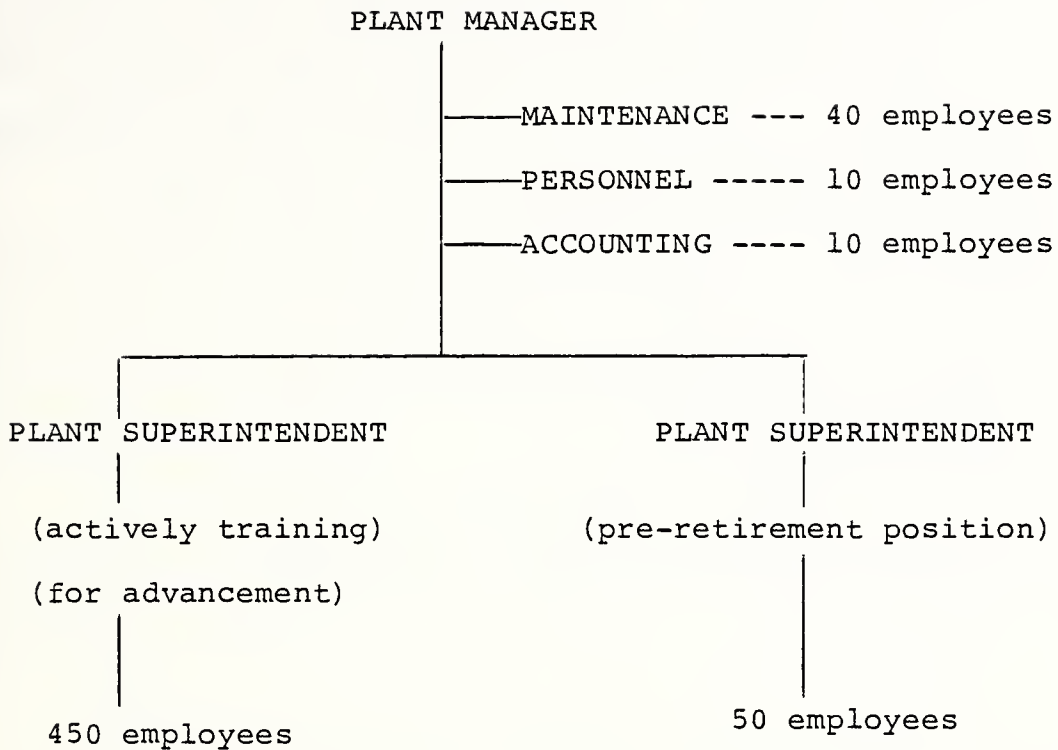 PLANT MANAGER
MAINTENANCE --- 40 employees
PERSONNEL ----- 10 employees
ACCOUNTING ---- 10 employees
PLANT SUPERINTENDENT
PLANT SUPERINTENDENT
(actively training)
(pre-retirement position)
(for advancement)
450 employees
50 employees